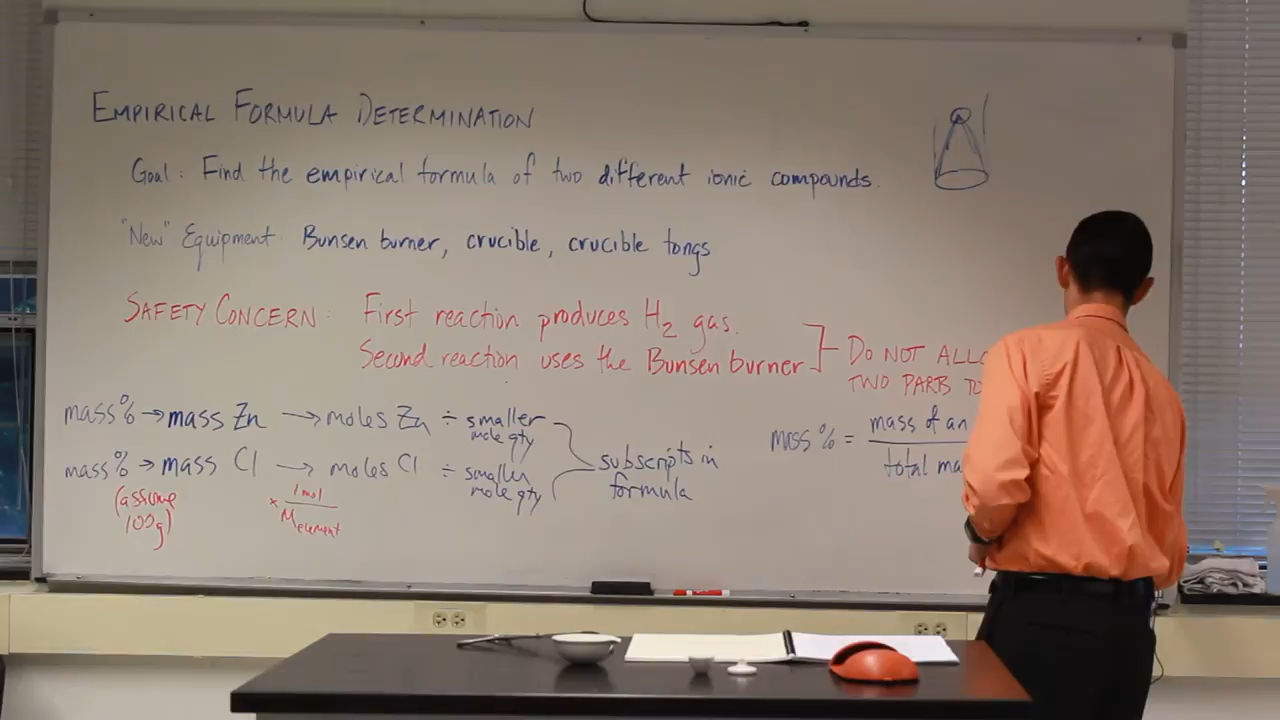 EMPIRICAL FORMULA DETERMINATION
Goal: Find the empirical formula of two different ionic compounds.
"New" Equipment: Bunsen burner, crucible, crucible tongs
SAFETY CONCERN: First reaction produces H₂ gas.
Second reaction uses the Bunsen burner
DO NOT ALLO
TWO PARTS TO
mass% → mass Zn → moles Zn ÷ smaller mole qty
mass% → mass Cl → moles Cl ÷ smaller mole qty
(assume 100g)
× 1 mol / M element
subscripts in
formula
mass % = mass of an
total ma